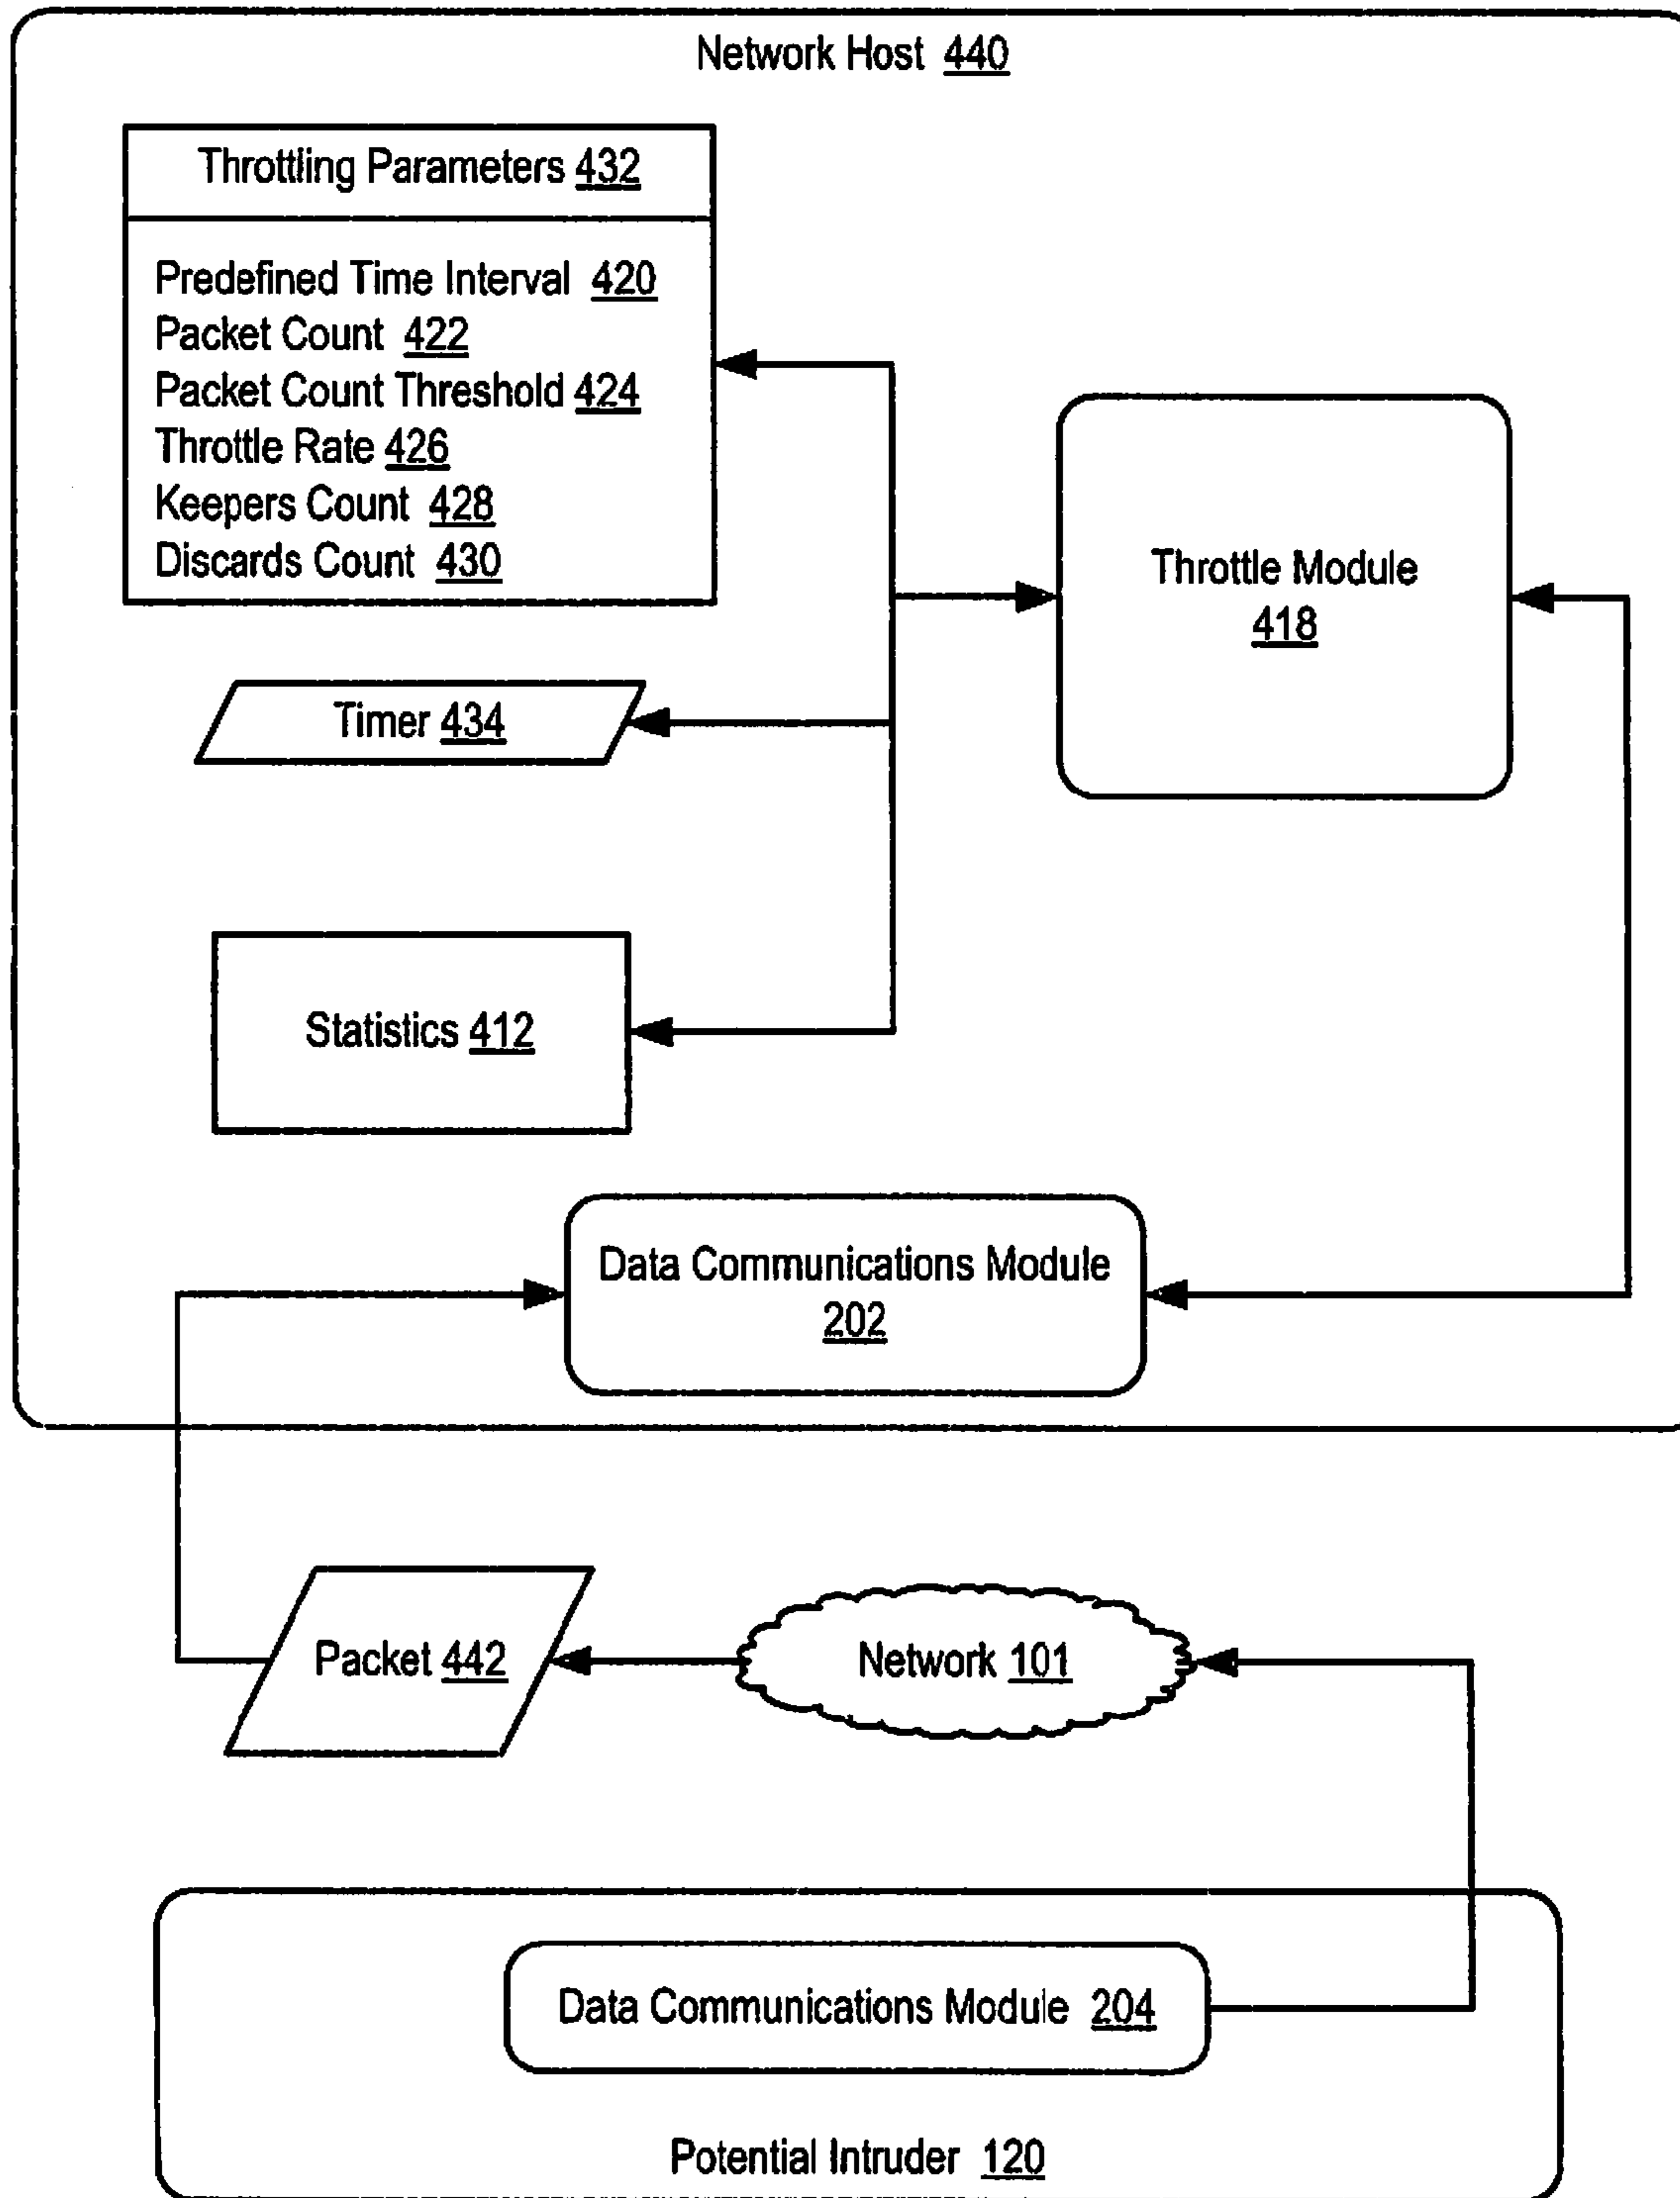 Network Host 440
Throttling Parameters 432
Predefined Time Interval 420
Packet Count 422
Packet Count Threshold 424
Throttle Rate 426
Keepers Count 428
Discards Count 430
Throttle Module
418
Timer 434
Statistics 412
Data Communications Module
202
Packet 442
Network 101
Data Communications Module 204
Potential Intruder 120